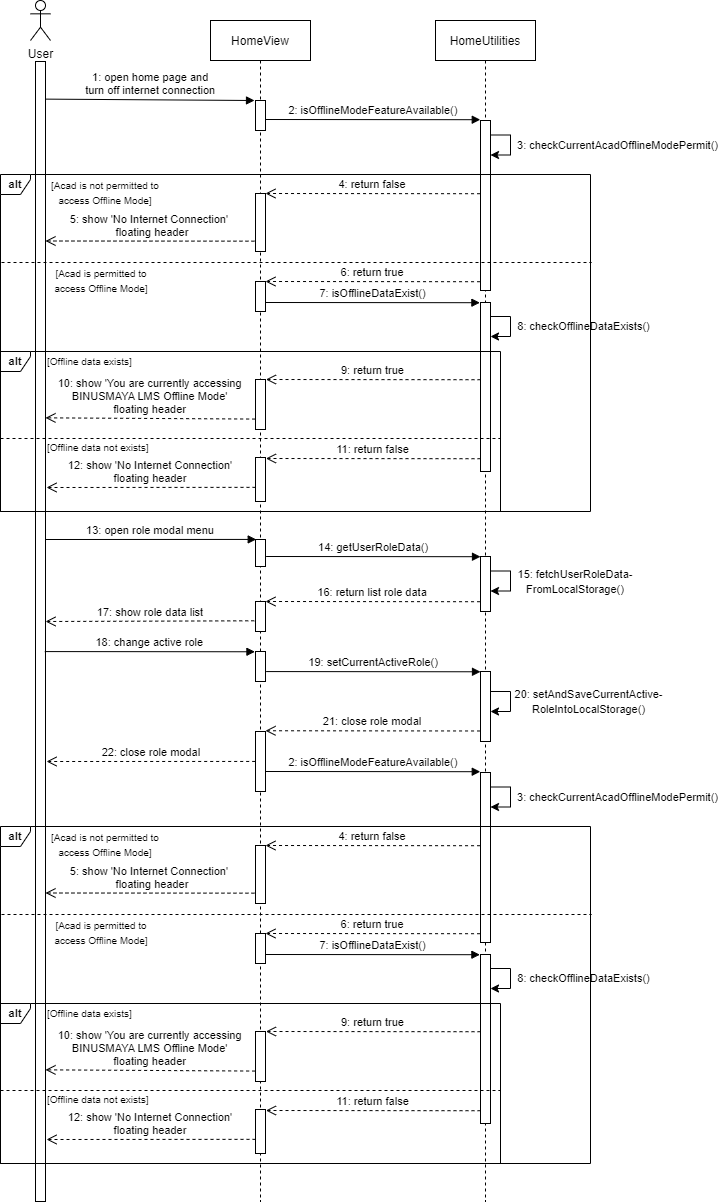 User
HomeView
HomeUtilities
1: open home page and
turn off internet connection
2: isOfflineModeFeatureAvailable()
3: checkCurrentAcadOfflineModePermit()
alt
[Acad is not permitted to
access Offline Mode]
4: return false
5: show 'No Internet Connection'
floating header
[Acad is permitted to
access Offline Mode]
6: return true
7: isOfflineDataExist()
8: checkOfflineDataExists()
alt
[Offline data exists]
9: return true
10: show 'You are currently accessing
BINUSMAYA LMS Offline Mode'
floating header
[Offline data not exists]
11: return false
12: show 'No Internet Connection'
floating header
13: open role modal menu
14: getUserRoleData()
15: fetchUserRoleData-
FromLocalStorage()
16: return list role data
17: show role data list
18: change active role
19: setCurrentActiveRole()
20: setAndSaveCurrentActive-
RoleIntoLocalStorage()
21: close role modal
22: close role modal
2: isOfflineModeFeatureAvailable()
3: checkCurrentAcadOfflineModePermit()
alt
[Acad is not permitted to
access Offline Mode]
4: return false
5: show 'No Internet Connection'
floating header
[Acad is permitted to
access Offline Mode]
6: return true
7: isOfflineDataExist()
8: checkOfflineDataExists()
alt
[Offline data exists]
9: return true
10: show 'You are currently accessing
BINUSMAYA LMS Offline Mode'
floating header
[Offline data not exists]
11: return false
12: show 'No Internet Connection'
floating header